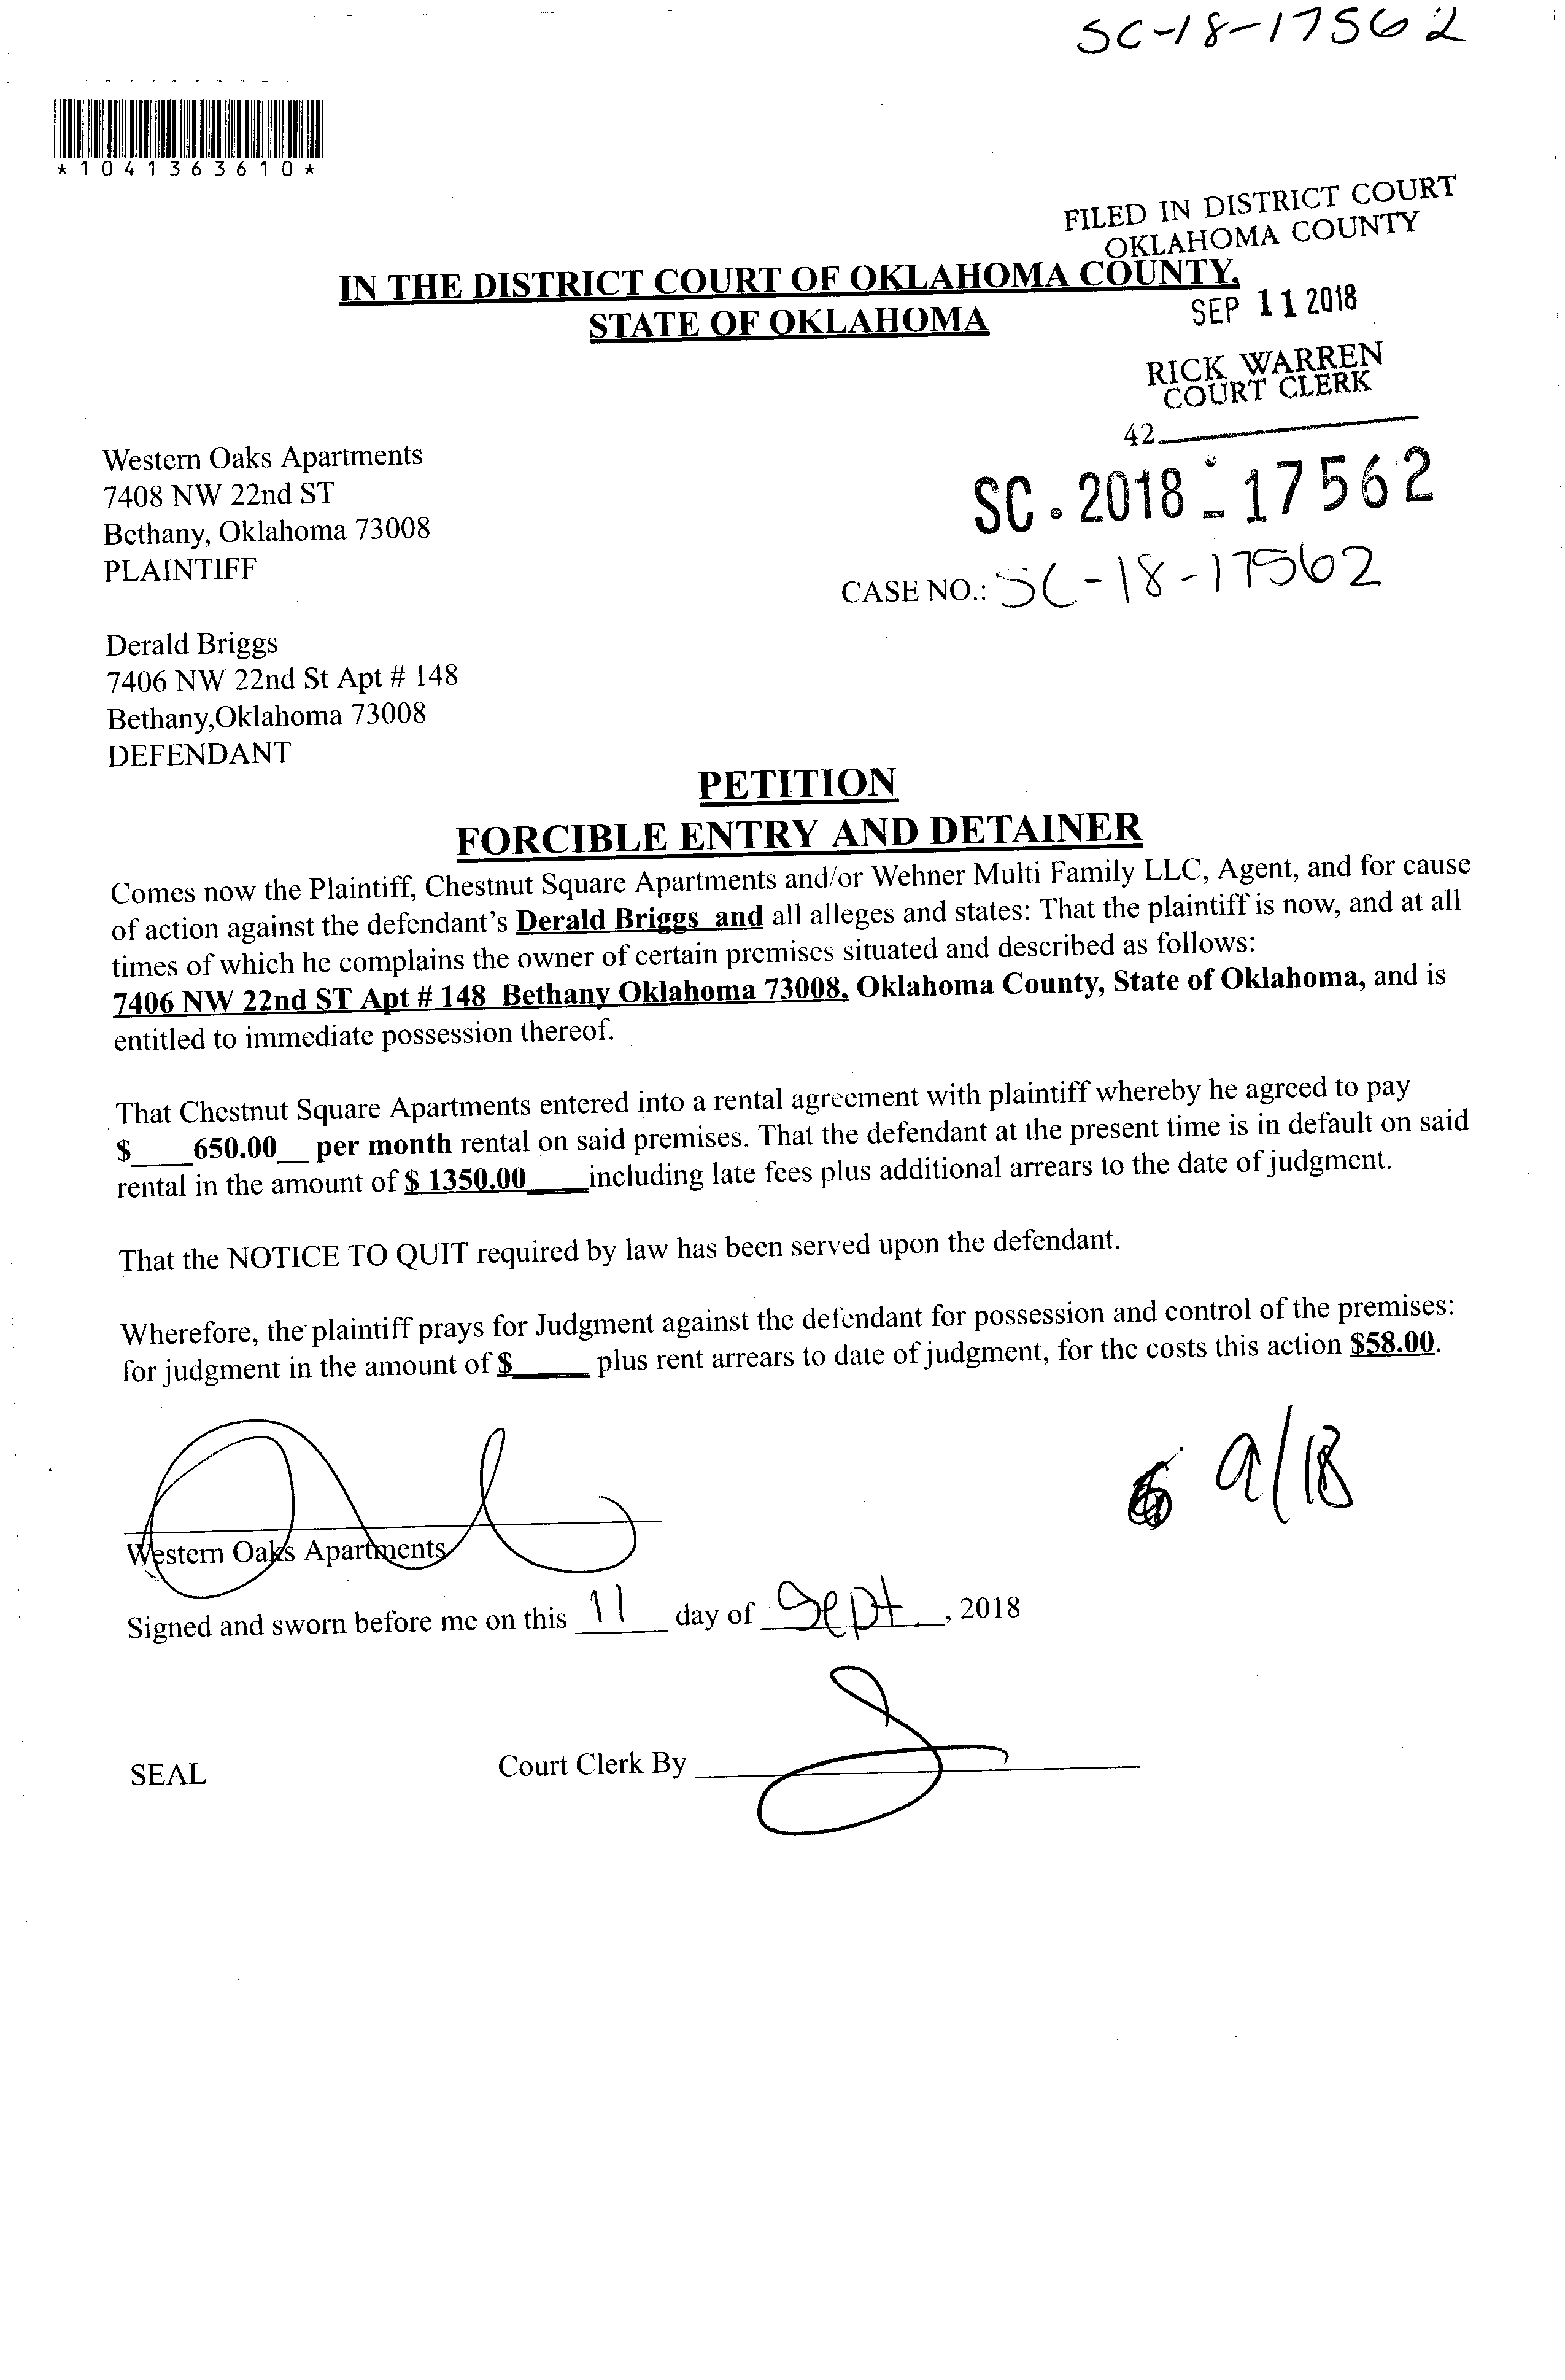 SC-18-17562
*1041363610*
FILED IN DISTRICT COURT
OKLAHOMA COUNTY
IN THE DISTRICT COURT OF OKLAHOMA COUNTY,
STATE OF OKLAHOMA
SEP 11 2018
RICK WARREN
COURT CLERK
42
Western Oaks Apartments
7408 NW 22nd ST
Bethany, Oklahoma 73008
PLAINTIFF
SC. 2018-17562
CASE NO.: SC-18-17562
Derald Briggs
7406 NW 22nd St Apt # 148
Bethany,Oklahoma 73008
DEFENDANT
PETITION
FORCIBLE ENTRY AND DETAINER
Comes now the Plaintiff, Chestnut Square Apartments and/or Wehner Multi Family LLC, Agent, and for cause
of action against the defendant's Derald Briggs and all alleges and states: That the plaintiff is now, and at all
times of which he complains the owner of certain premises situated and described as follows:
7406 NW 22nd ST Apt # 148 Bethany Oklahoma 73008, Oklahoma County, State of Oklahoma, and is
entitled to immediate possession thereof.
That Chestnut Square Apartments entered into a rental agreement with plaintiff whereby he agreed to pay
$____650.00__ per month rental on said premises. That the defendant at the present time is in default on said
rental in the amount of $ 1350.00____including late fees plus additional arrears to the date of judgment.
That the NOTICE TO QUIT required by law has been served upon the defendant.
Wherefore, the plaintiff prays for Judgment against the defendant for possession and control of the premises:
for judgment in the amount of $_____ plus rent arrears to date of judgment, for the costs this action $58.00.
9/18
Western Oaks Apartments
Signed and sworn before me on this 11 day of Sept, 2018
SEAL Court Clerk By